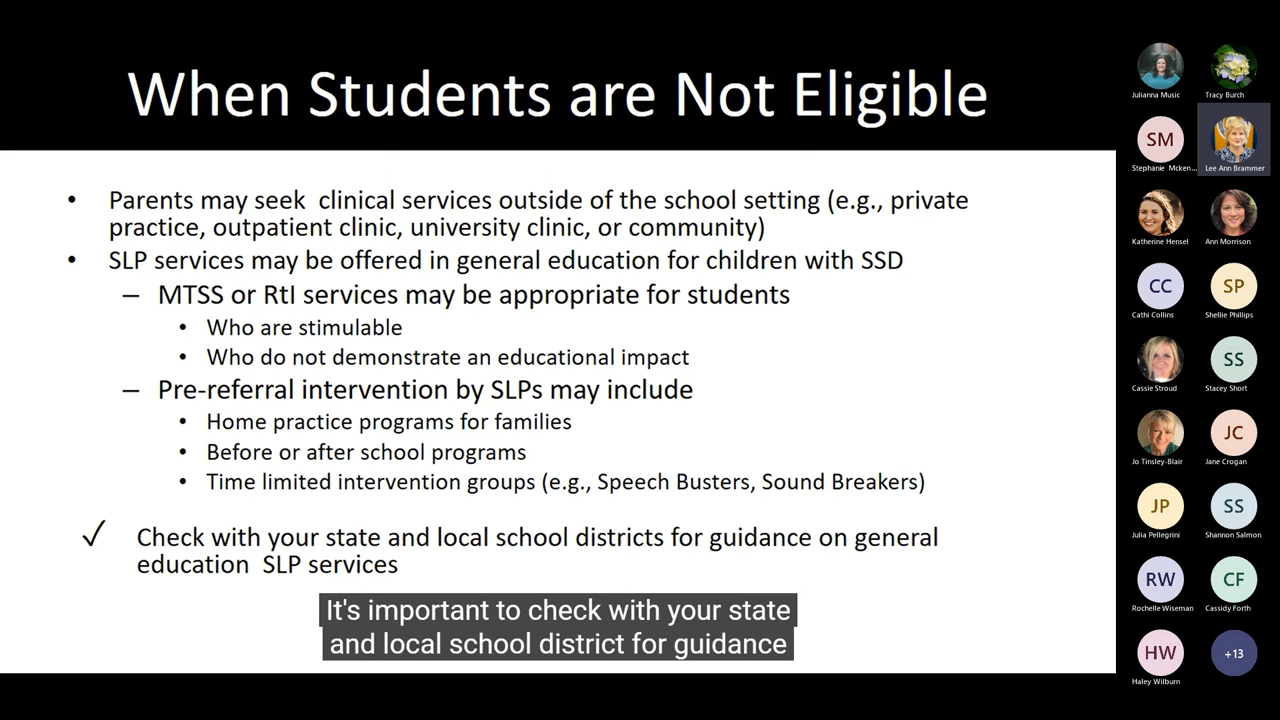 When Students are Not Eligible
• Parents may seek clinical services outside of the school setting (e.g., private
practice, outpatient clinic, university clinic, or community)
• SLP services may be offered in general education for children with SSD
– MTSS or RtI services may be appropriate for students
• Who are stimulable
• Who do not demonstrate an educational impact
– Pre-referral intervention by SLPs may include
• Home practice programs for families
• Before or after school programs
• Time limited intervention groups (e.g., Speech Busters, Sound Breakers)
✓ Check with your state and local school districts for guidance on general
education SLP services
It's important to check with your state
and local school district for guidance
Julianna Music
Tracy Burch
SM
Stephanie Mcken...
Lee Ann Brammer
Katherine Hensel
Ann Morrison
CC
Cathi Collins
SP
Shellie Phillips
Cassie Stroud
SS
Stacey Short
Jo Tinsley-Blair
JC
Jane Crogan
JP
Julia Pellegrini
SS
Shannon Salmon
RW
Rochelle Wiseman
CF
Cassidy Forth
HW
Haley Wilburn
+13